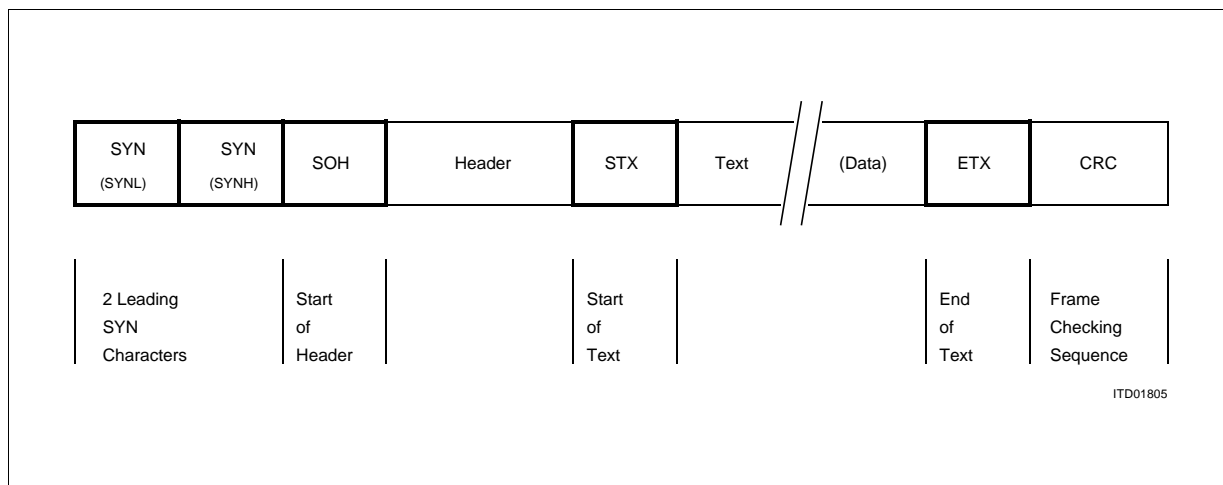 SYN SYN SOH Header STX Text (Data) ETX CRC
(SYNL) (SYNH)
2 Leading Start Start End Frame
SYN of of of Checking
Characters Header Text Text Sequence
ITD01805